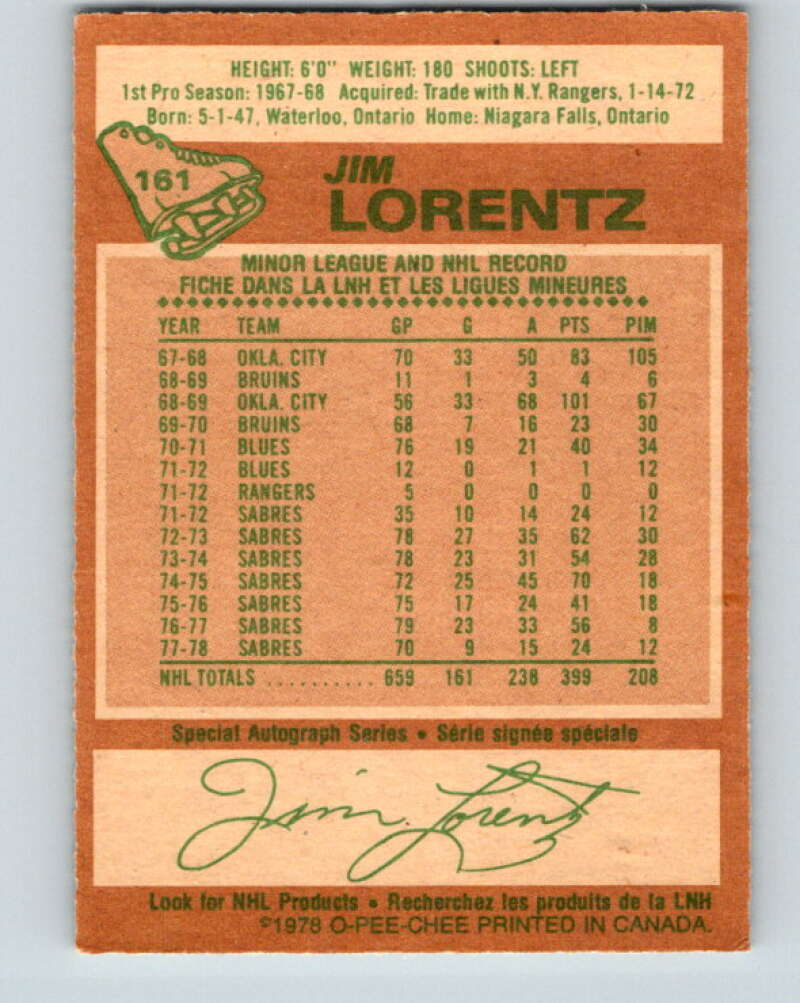 HEIGHT: 6'0" WEIGHT: 180 SHOOTS: LEFT
1st Pro Season: 1967-68 Acquired: Trade with N.Y. Rangers, 1-14-72
Born: 5-1-47, Waterloo, Ontario Home: Niagara Falls, Ontario
161
JIM
LORENTZ
MINOR LEAGUE AND NHL RECORD
FICHE DANS LA LNH ET LES LIGUES MINEURES
YEAR TEAM GP G A PTS PIM
67-68 OKLA. CITY 70 33 50 83 105
68-69 BRUINS 11 1 3 4 6
68-69 OKLA. CITY 56 33 68 101 67
69-70 BRUINS 68 7 16 23 30
70-71 BLUES 76 19 21 40 34
71-72 BLUES 12 0 1 1 12
71-72 RANGERS 5 0 0 0 0
71-72 SABRES 35 10 14 24 12
72-73 SABRES 78 27 35 62 30
73-74 SABRES 78 23 31 54 28
74-75 SABRES 72 25 45 70 18
75-76 SABRES 75 17 24 41 18
76-77 SABRES 79 23 33 56 8
77-78 SABRES 70 9 15 24 12
NHL TOTALS .......... 659 161 238 399 208
Special Autograph Series • Série signée spéciale
Jim Lorentz
Look for NHL Products • Recherchez les produits de la LNH
©1978 O-PEE-CHEE PRINTED IN CANADA.